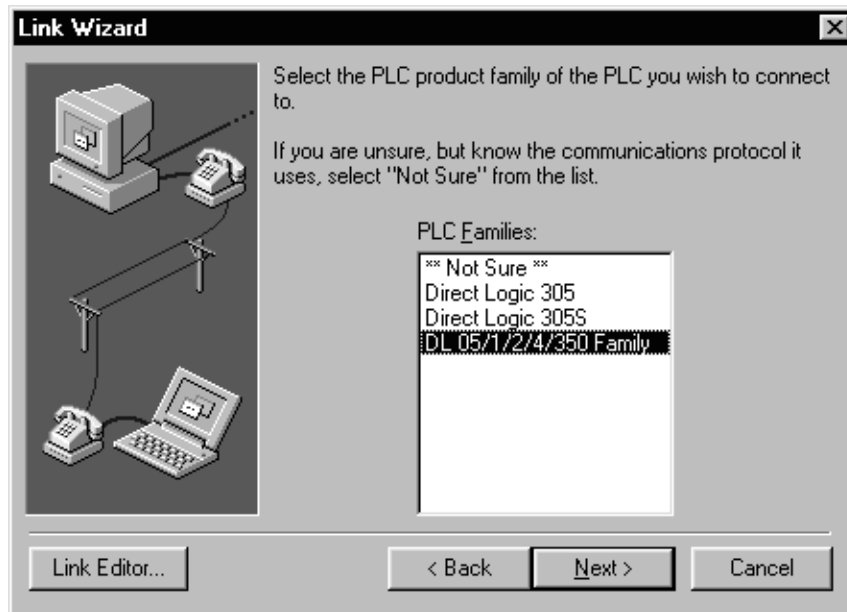 Link Wizard
Select the PLC product family of the PLC you wish to connect
to.
If you are unsure, but know the communications protocol it
uses, select "Not Sure" from the list.
PLC Families:
** Not Sure **
Direct Logic 305
Direct Logic 305S
DL 05/1/2/4/350 Family
Link Editor...
< Back
Next >
Cancel